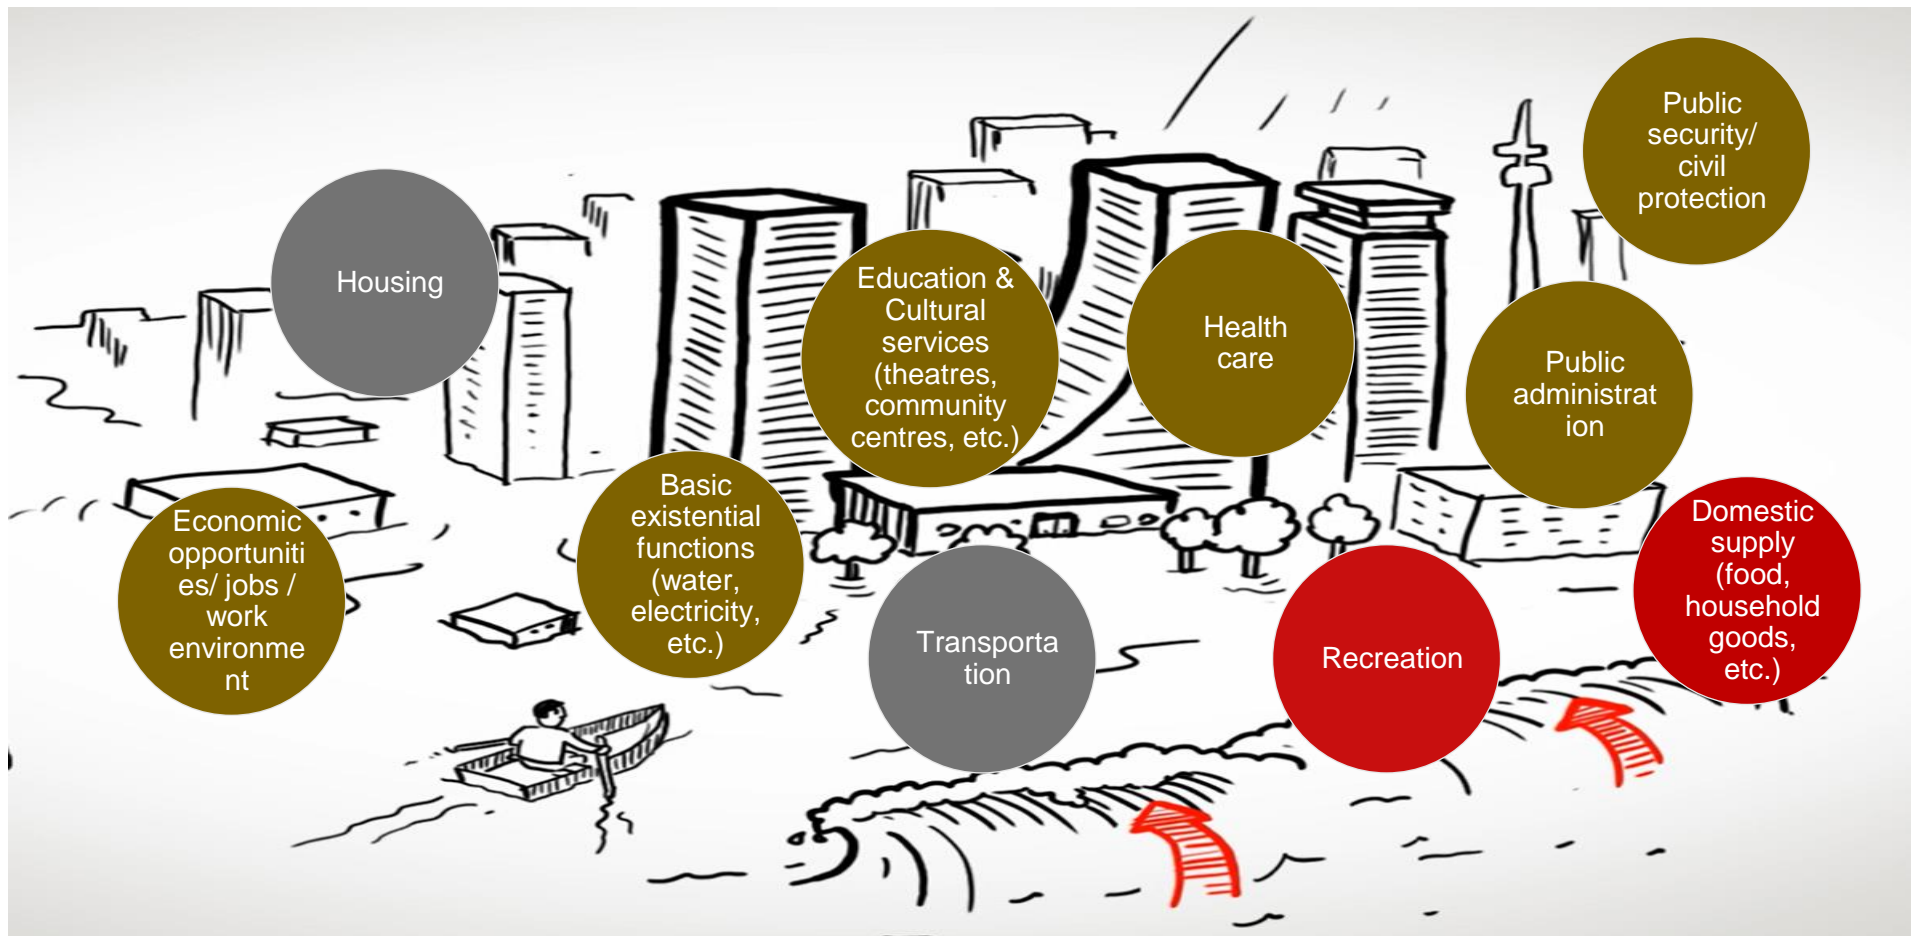 Public
security/
civil
protection
Housing
Education &
Cultural
services
(theatres,
community
centres, etc.)
Health
care
Public
administrat
ion
Economic
opportuniti
es/ jobs /
work
environme
nt
Basic
existential
functions
(water,
electricity,
etc.)
Transporta
tion
Recreation
Domestic
supply
(food,
household
goods,
etc.)